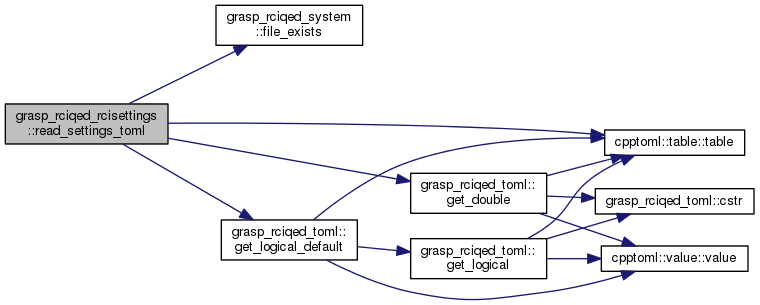 grasp_rciqed_system
::file_exists
grasp_rciqed_rcisettings
::read_settings_toml
cpptoml::table::table
grasp_rciqed_toml::
get_double
grasp_rciqed_toml::cstr
grasp_rciqed_toml::
get_logical_default
grasp_rciqed_toml::
get_logical
cpptoml::value::value